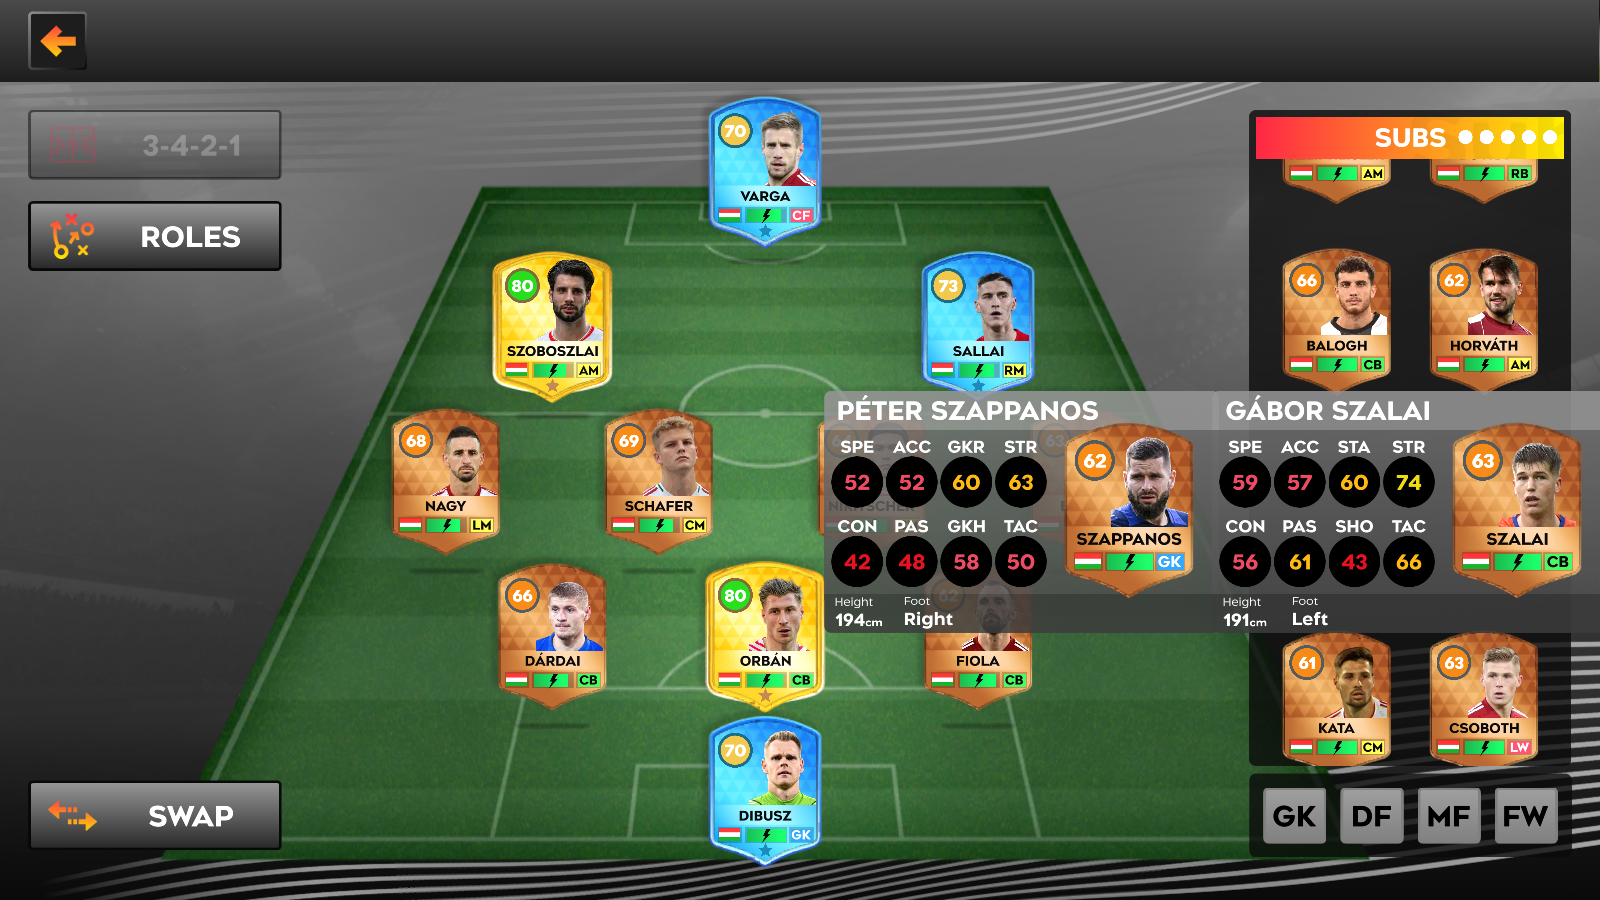 3-4-2-1
ROLES
SWAP
70
VARGA
CF
80
SZOBOSZLAI
AM
73
SALLAI
RM
68
NAGY
LM
69
SCHAFER
CM
66
DÁRDAI
CB
80
ORBÁN
CB
62
FIOLA
CB
70
DIBUSZ
GK
SUBS
AM
RB
66
BALOGH
CB
62
HORVÁTH
AM
PÉTER SZAPPANOS
SPE ACC GKR STR
52 52 60 63
CON PAS GKH TAC
42 48 58 50
Height Foot
194cm Right
62
SZAPPANOS
GK
GÁBOR SZALAI
SPE ACC STA STR
59 57 60 74
CON PAS SHO TAC
56 61 43 66
Height Foot
191cm Left
63
SZALAI
CB
61
KATA
CM
63
CSOBOTH
LW
GK DF MF FW